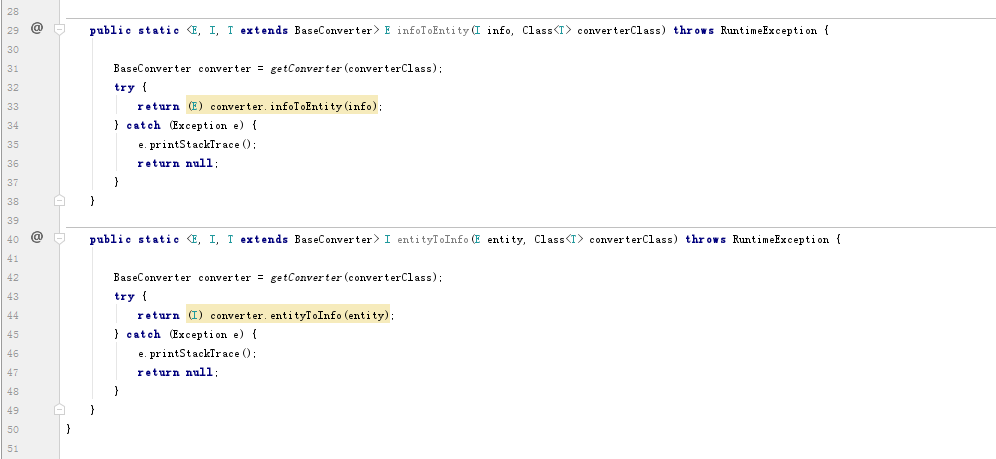 28
29 @ public static <E, I, T extends BaseConverter> E infoToEntity(I info, Class<T> converterClass) throws RuntimeException {
30
31 BaseConverter converter = getConverter(converterClass);
32 try {
33 return (E) converter.infoToEntity(info);
34 } catch (Exception e) {
35 e.printStackTrace();
36 return null;
37 }
38 }
39
40 @ public static <E, I, T extends BaseConverter> I entityToInfo(E entity, Class<T> converterClass) throws RuntimeException {
41
42 BaseConverter converter = getConverter(converterClass);
43 try {
44 return (I) converter.entityToInfo(entity);
45 } catch (Exception e) {
46 e.printStackTrace();
47 return null;
48 }
49 }
50 }
51